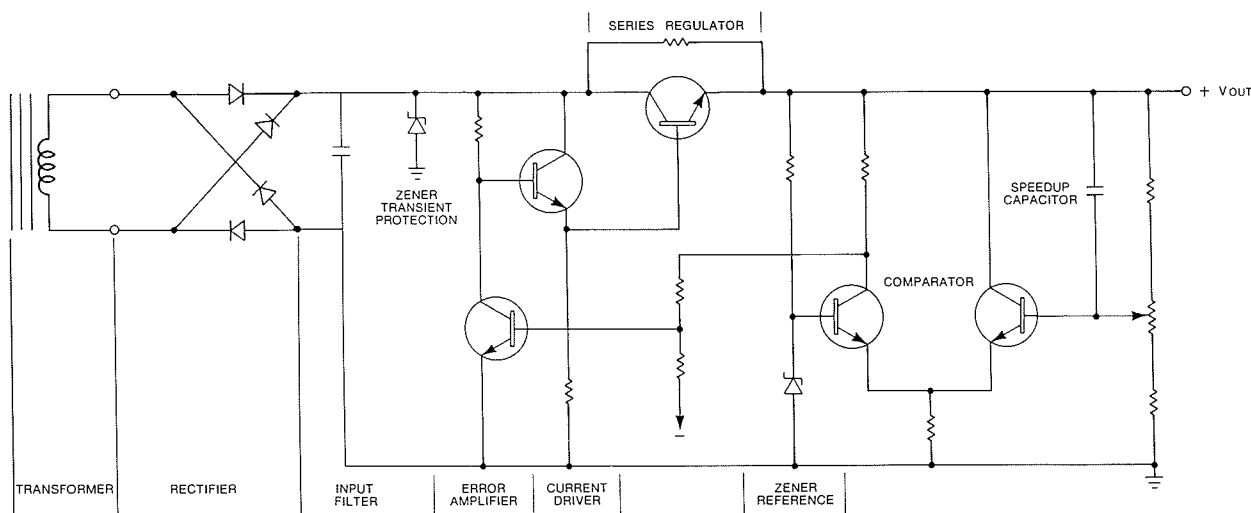 SERIES REGULATOR
+ VOUT
ZENER
TRANSIENT
PROTECTION
SPEEDUP
CAPACITOR
COMPARATOR
TRANSFORMER
RECTIFIER
INPUT
FILTER
ERROR
AMPLIFIER
CURRENT
DRIVER
ZENER
REFERENCE